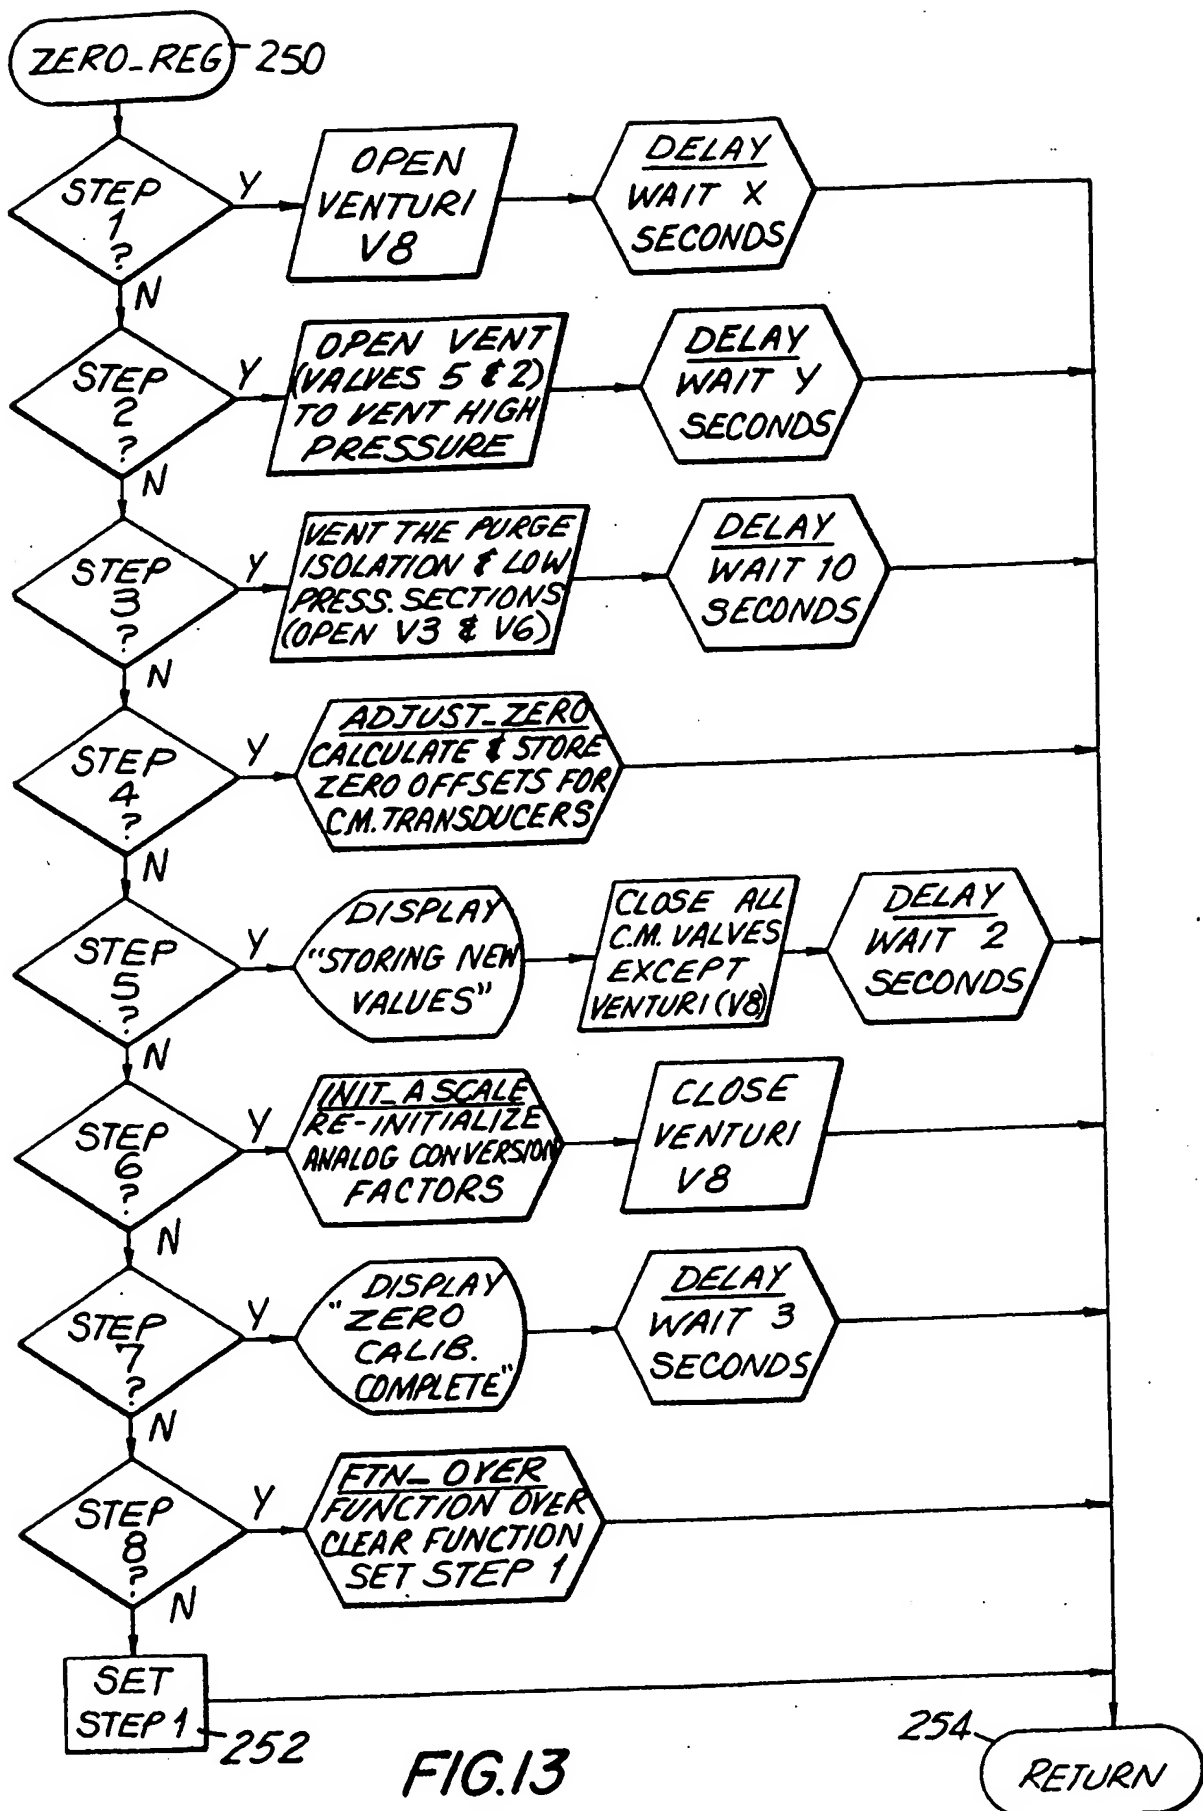 ZERO_REG 250
STEP
1
?
Y
OPEN
VENTURI
V8
DELAY
WAIT X
SECONDS
N
STEP
2
?
Y
OPEN VENT
(VALVES 5 & 2)
TO VENT HIGH
PRESSURE
DELAY
WAIT Y
SECONDS
N
STEP
3
?
Y
VENT THE PURGE
ISOLATION & LOW
PRESS. SECTIONS
(OPEN V3 & V6)
DELAY
WAIT 10
SECONDS
N
STEP
4
?
Y
ADJUST_ZERO
CALCULATE & STORE
ZERO OFFSETS FOR
C.M. TRANSDUCERS
N
STEP
5
?
Y
DISPLAY
"STORING NEW
VALUES"
CLOSE ALL
C.M. VALVES
EXCEPT
VENTURI (V8)
DELAY
WAIT 2
SECONDS
N
STEP
6
?
Y
INIT_A SCALE
RE-INITIALIZE
ANALOG CONVERSION
FACTORS
CLOSE
VENTURI
V8
N
STEP
7
?
Y
DISPLAY
"ZERO
CALIB.
COMPLETE"
DELAY
WAIT 3
SECONDS
N
STEP
8
?
Y
FTN_OVER
FUNCTION OVER
CLEAR FUNCTION
SET STEP 1
N
SET
STEP 1
252
254
RETURN
FIG.13